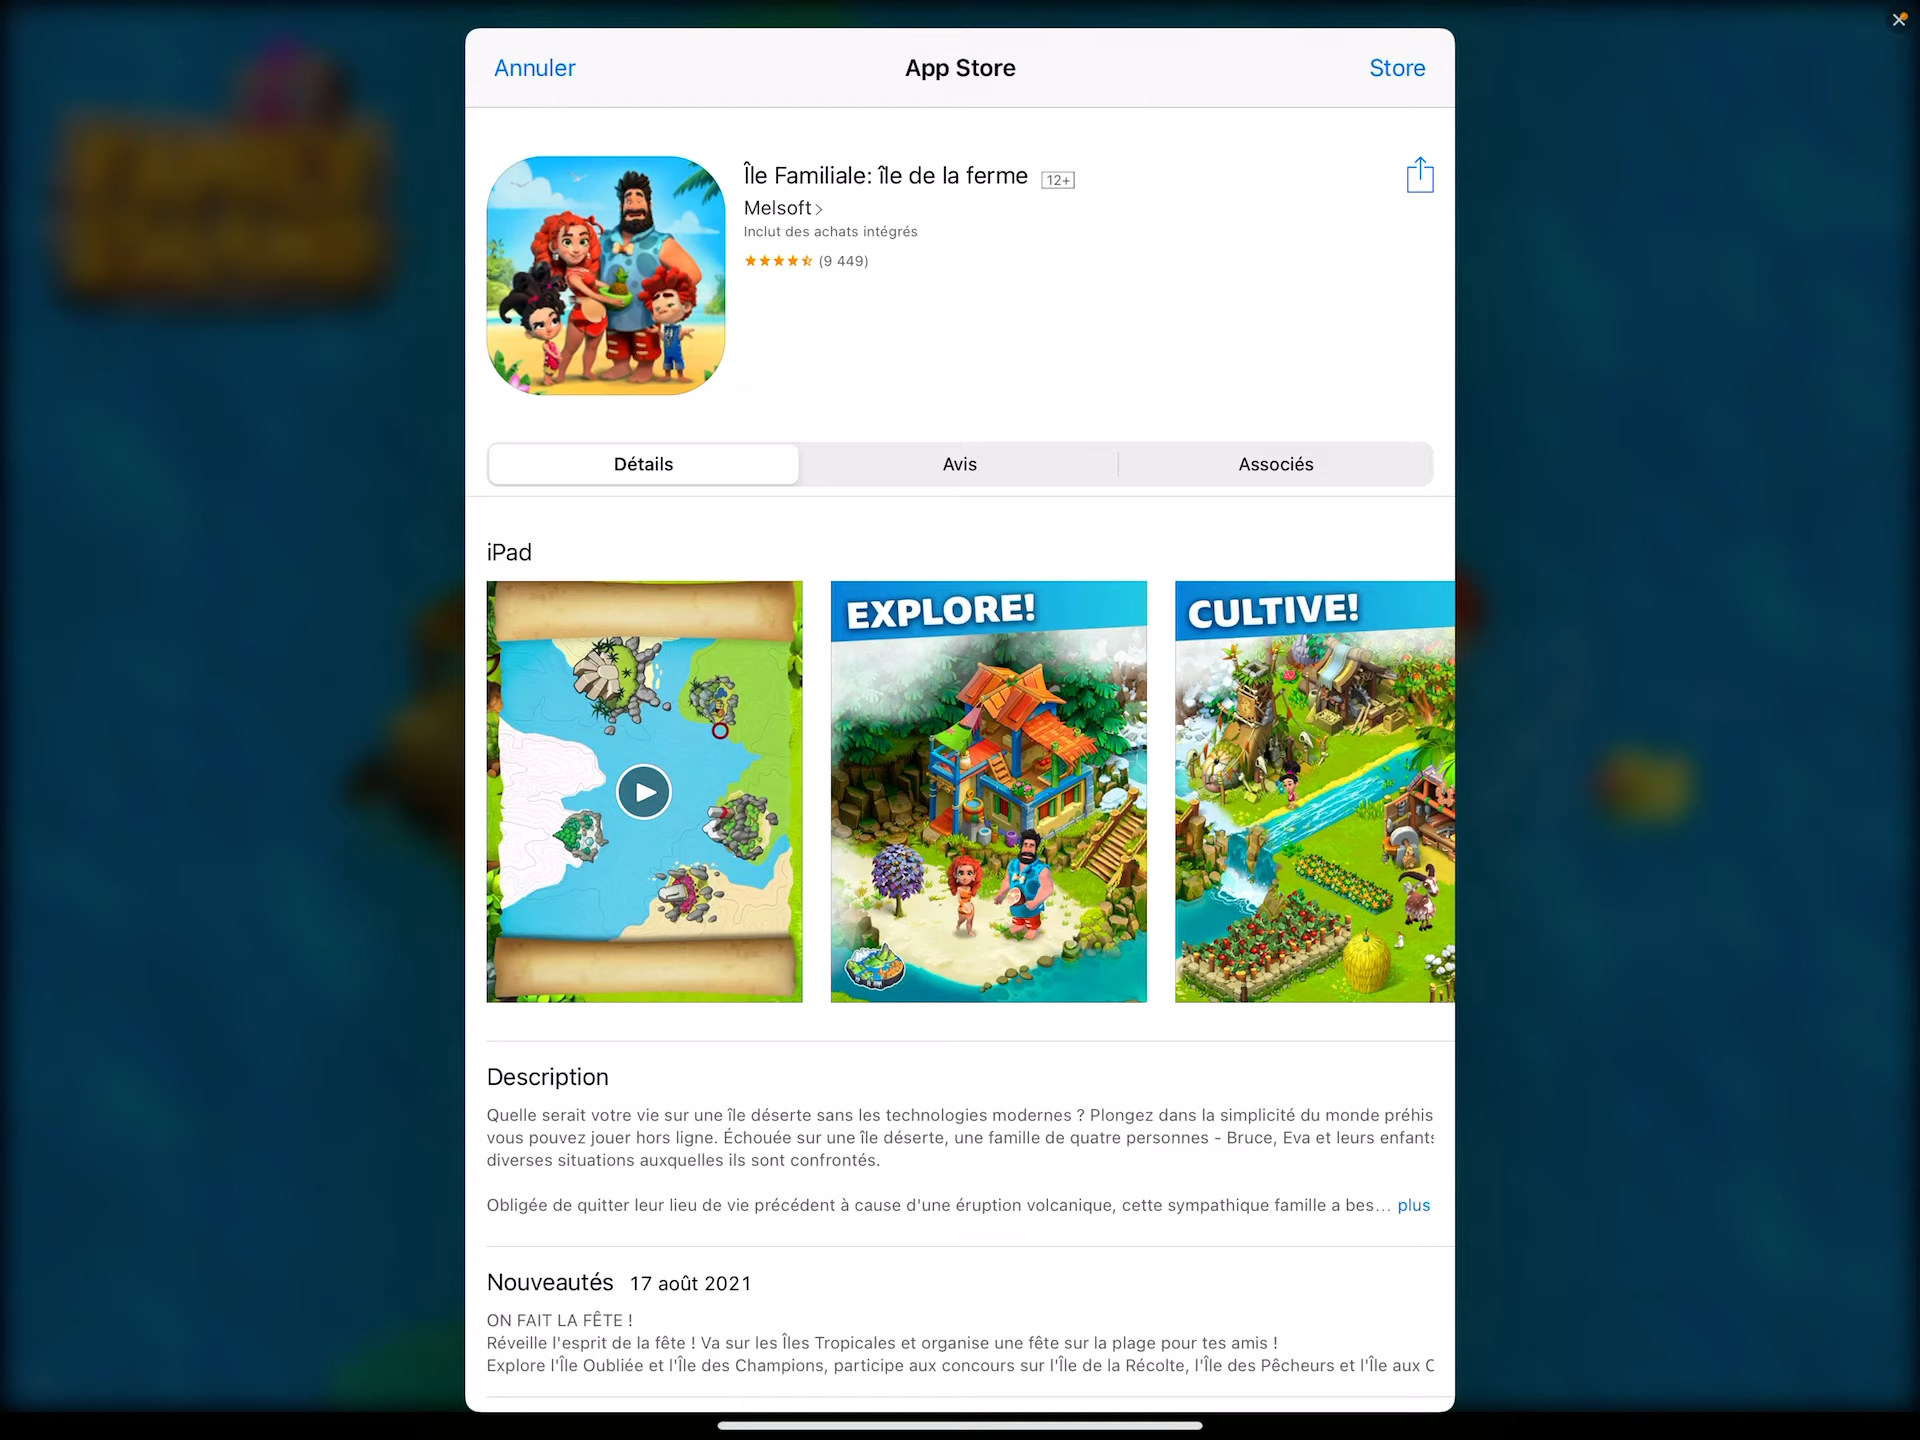 Annuler
App Store
Store
Île Familiale: île de la ferme 12+
Melsoft
Inclut des achats intégrés
(9 449)
Détails
Avis
Associés
iPad
EXPLORE!
CULTIVE!
Description
Quelle serait votre vie sur une île déserte sans les technologies modernes ? Plongez dans la simplicité du monde préhis
vous pouvez jouer hors ligne. Échouée sur une île déserte, une famille de quatre personnes - Bruce, Eva et leurs enfants
diverses situations auxquelles ils sont confrontés.
Obligée de quitter leur lieu de vie précédent à cause d'une éruption volcanique, cette sympathique famille a bes... plus
Nouveautés 17 août 2021
ON FAIT LA FÊTE !
Réveille l'esprit de la fête ! Va sur les Îles Tropicales et organise une fête sur la plage pour tes amis !
Explore l'Île Oubliée et l'Île des Champions, participe aux concours sur l'Île de la Récolte, l'Île des Pêcheurs et l'Île aux C